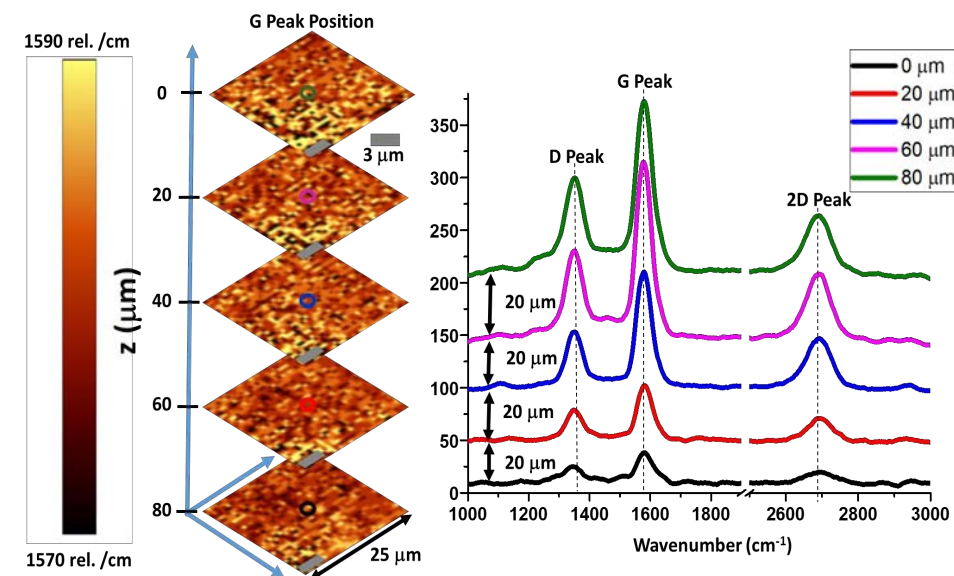 G Peak Position
1590 rel. /cm
1570 rel. /cm
z (μm)
0
20
40
60
80
3 μm
25 μm
G Peak
D Peak
2D Peak
0 μm
20 μm
40 μm
60 μm
80 μm
350
300
250
200
150
100
50
0
20 μm
20 μm
20 μm
20 μm
1000
1200
1400
1600
1800
2600
2800
3000
Wavenumber (cm⁻¹)